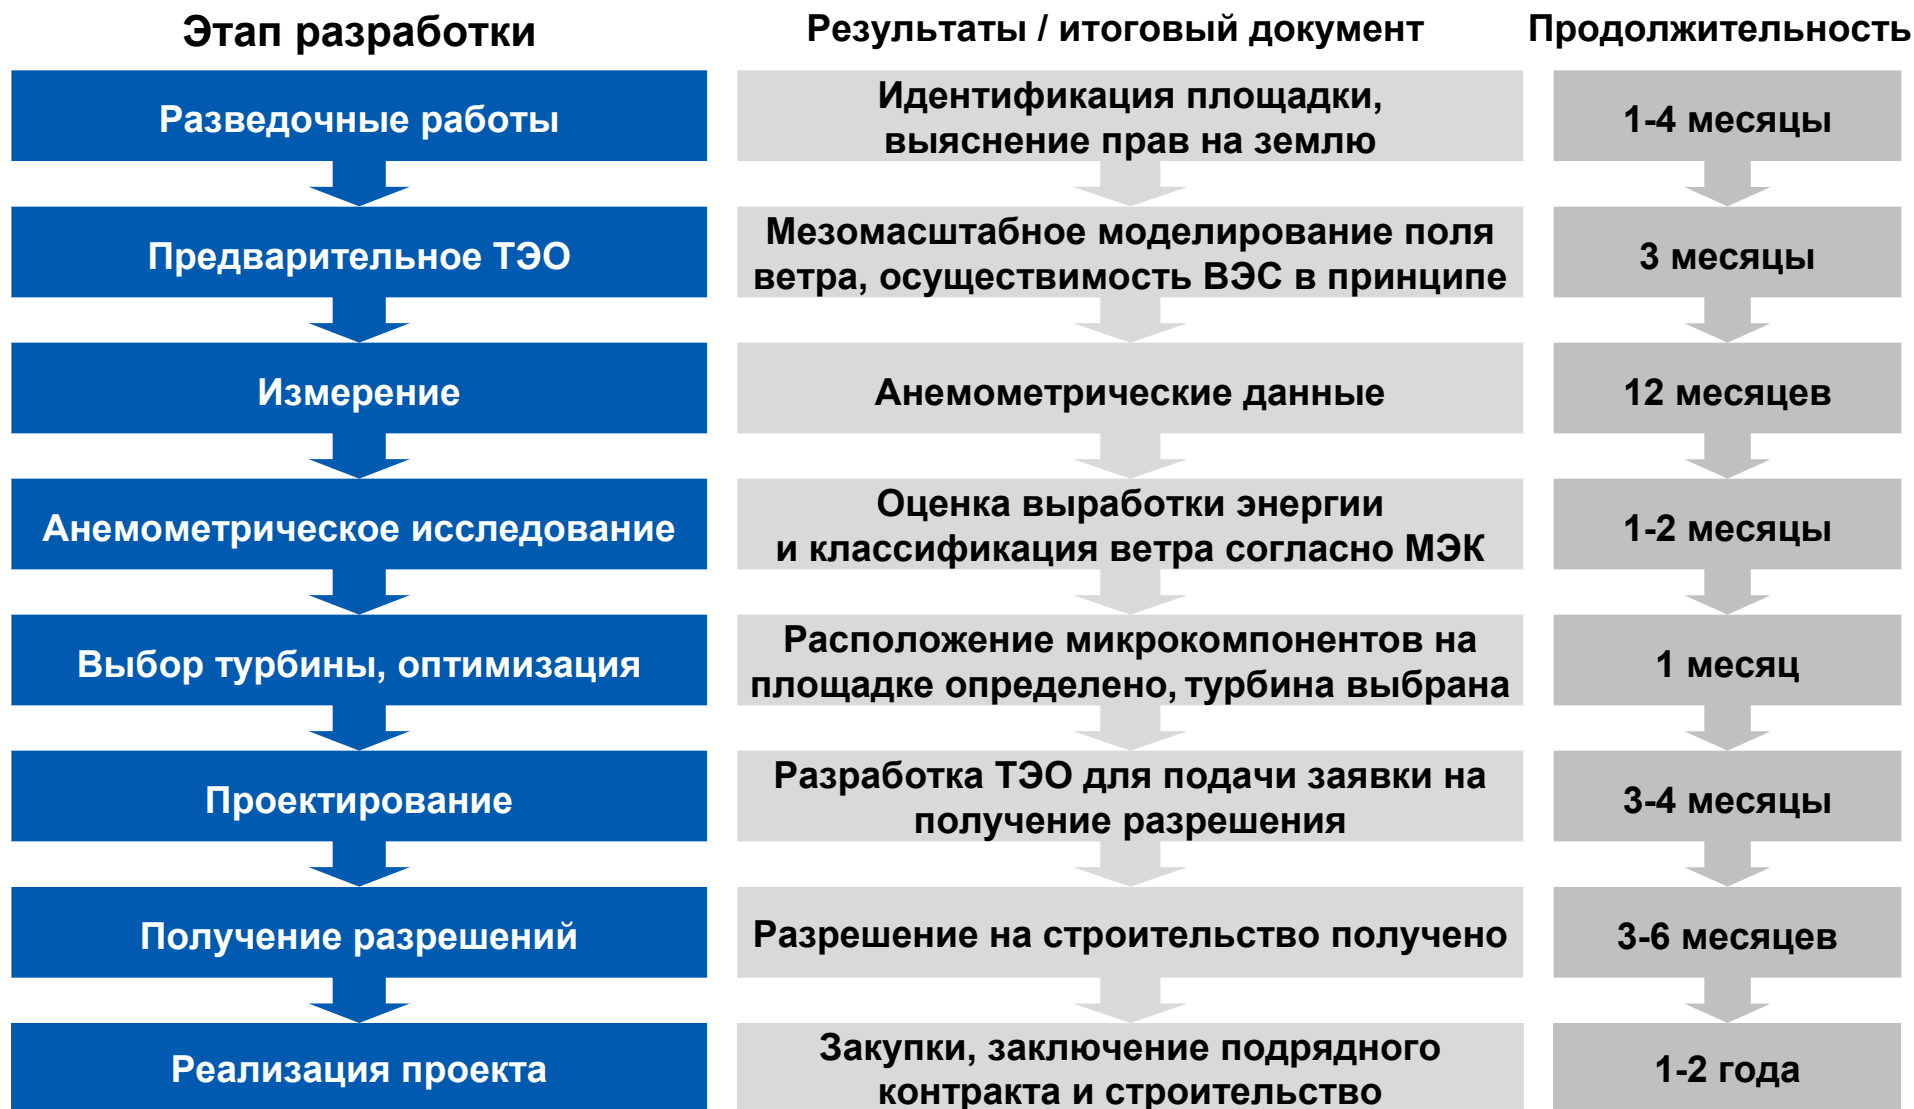 Этап разработки
Результаты / итоговый документ
Продолжительность
Разведочные работы
Идентификация площадки,
выяснение прав на землю
1-4 месяцы
Предварительное ТЭО
Мезомасштабное моделирование поля
ветра, осуществимость ВЭС в принципе
3 месяцы
Измерение
Анемометрические данные
12 месяцев
Анемометрическое исследование
Оценка выработки энергии
и классификация ветра согласно МЭК
1-2 месяцы
Выбор турбины, оптимизация
Расположение микрокомпонентов на
площадке определено, турбина выбрана
1 месяц
Проектирование
Разработка ТЭО для подачи заявки на
получение разрешения
3-4 месяцы
Получение разрешений
Разрешение на строительство получено
3-6 месяцев
Реализация проекта
Закупки, заключение подрядного
контракта и строительство
1-2 года